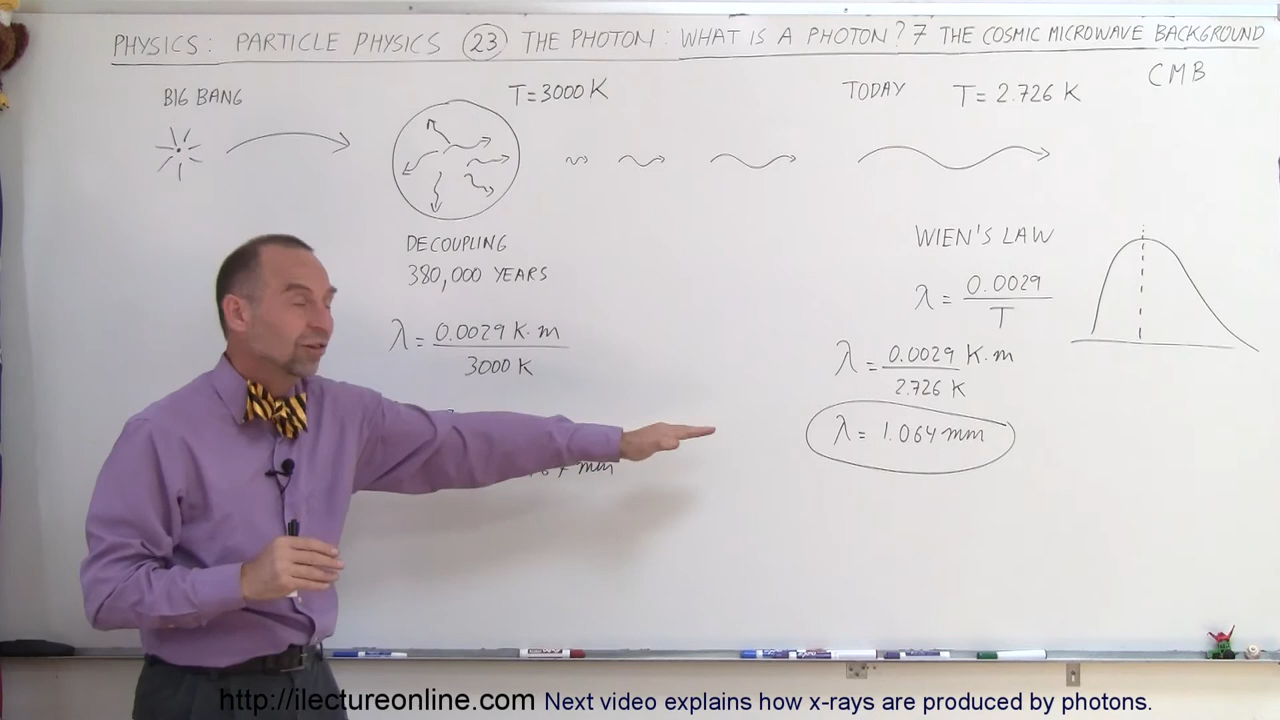 PHYSICS: PARTICLE PHYSICS 23 THE PHOTON: WHAT IS A PHOTON? 7 THE COSMIC MICROWAVE BACKGROUND
CMB
BIG BANG
T=3000 K
TODAY T= 2.726 K
DECOUPLING
380,000 YEARS
λ = 0.0029 K·m
3000 K
mm
WIEN'S LAW
λ = 0.0029
T
λ = 0.0029 K·m
2.726 K
λ = 1.064 mm
http://ilectureonline.com Next video explains how x-rays are produced by photons.